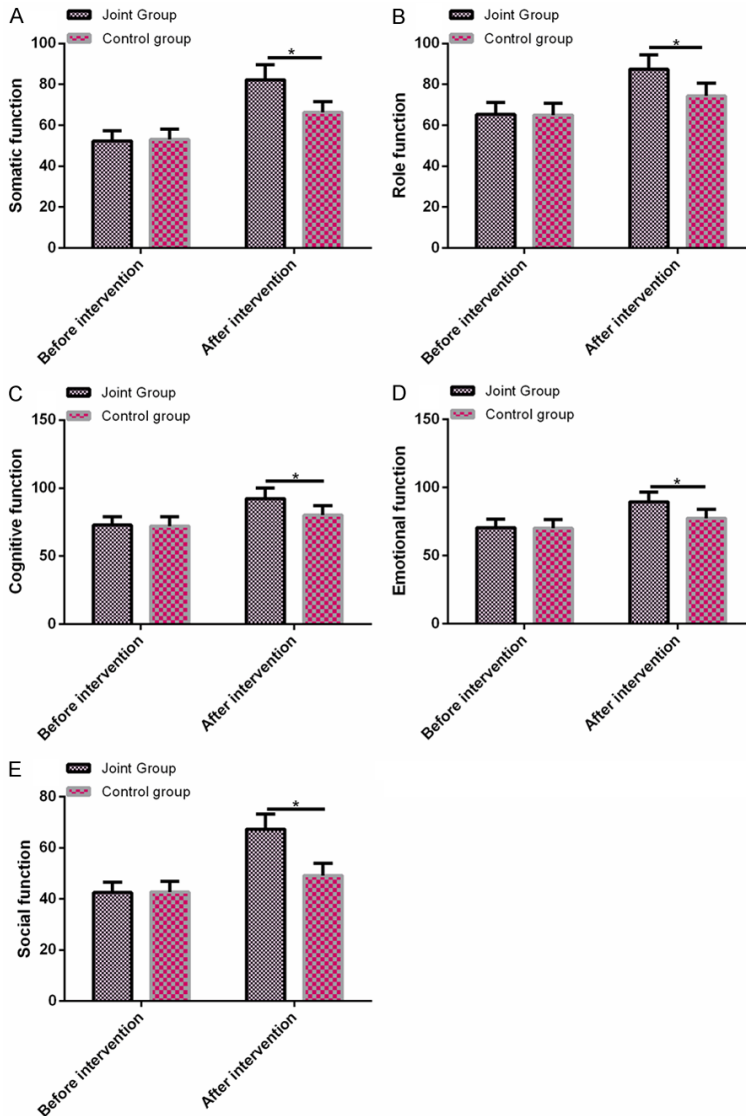 A
Joint Group
Control group
Somatic function
100
80
60
40
20
0
*
Before intervention
After intervention
B
Joint Group
Control group
Role function
100
80
60
40
20
0
*
Before intervention
After intervention
C
Joint Group
Control group
Cognitive function
150
100
50
0
*
Before intervention
After intervention
D
Joint Group
Control group
Emotional function
150
100
50
0
*
Before intervention
After intervention
E
Joint Group
Control group
Social function
80
60
40
20
0
*
Before intervention
After intervention